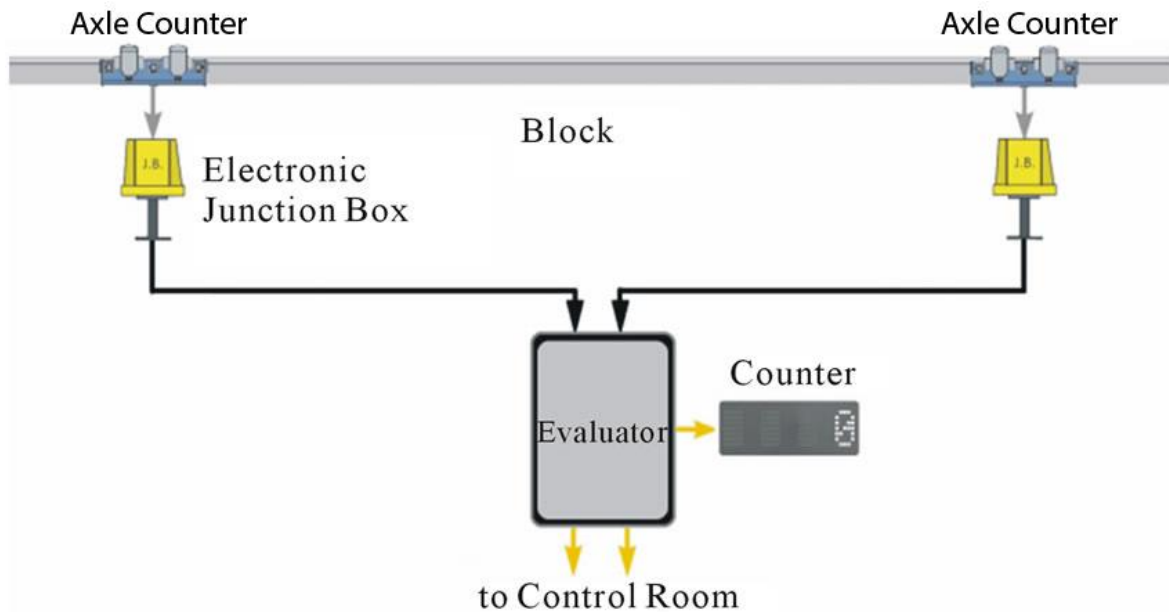 Axle Counter
Axle Counter
J.B.
Electronic
Junction Box
Block
J.B.
Counter
Evaluator
to Control Room